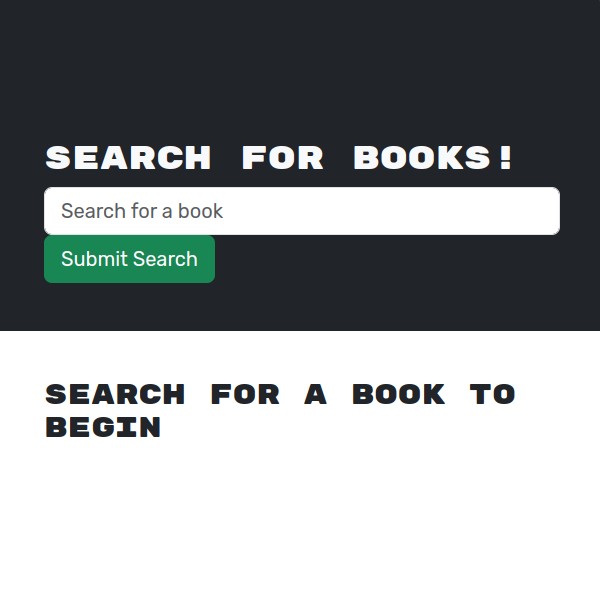 SEARCH FOR BOOKS!
Search for a book
Submit Search
SEARCH FOR A BOOK TO
BEGIN